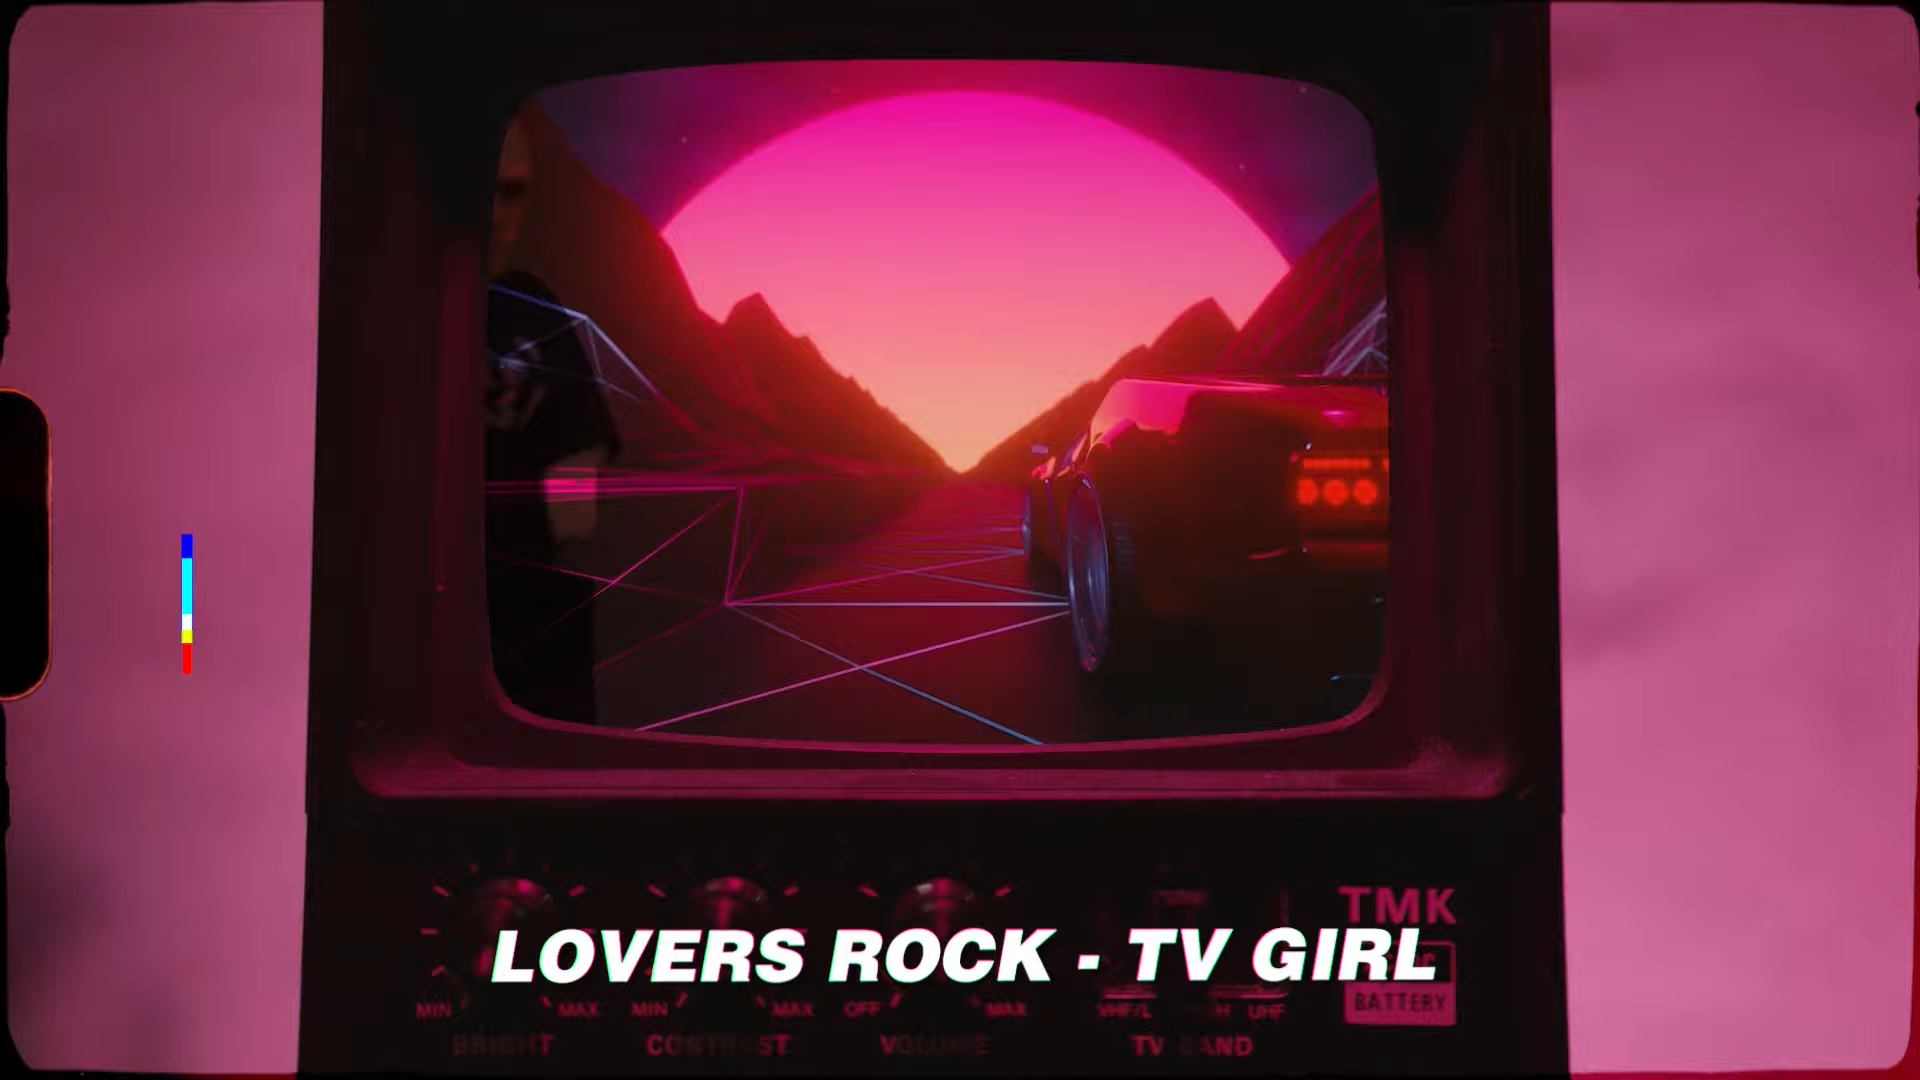 TMK
LOVERS ROCK - TV GIRL
BATTERY
MIN MAX MIN MAX OFF MAX VHF/L H UHF
BRIGHT CONTRAST VOLUME TV BAND